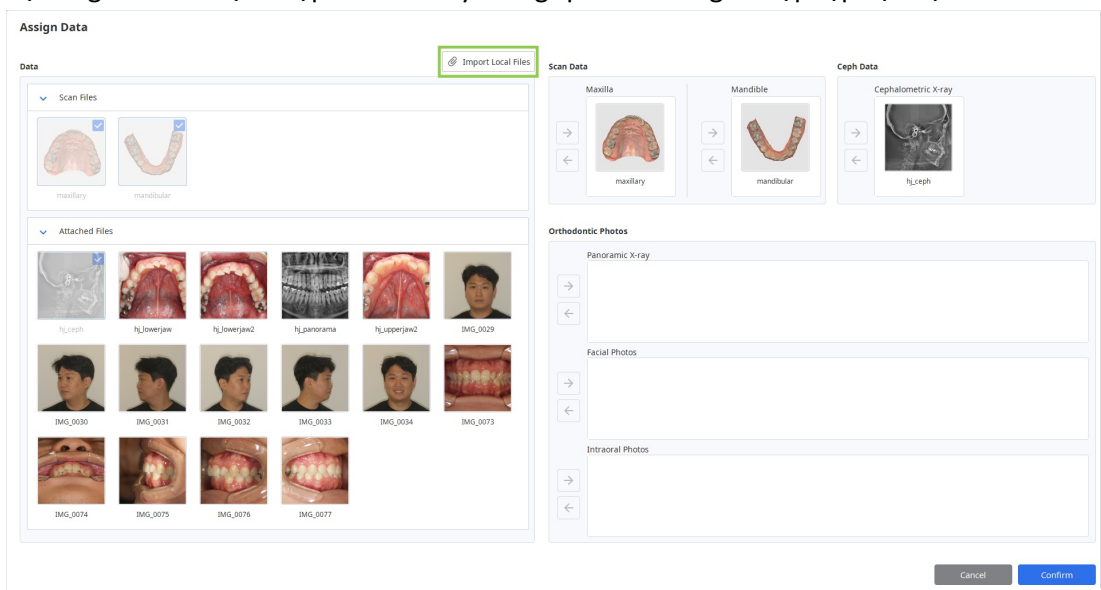 Assign Data
Data
Import Local Files
Scan Files
maxillary
mandibular
Attached Files
hj_ceph
hj_lowerjaw
hj_lowerjaw2
hj_panorama
hj_upperjaw2
IMG_0029
IMG_0030
IMG_0031
IMG_0032
IMG_0033
IMG_0034
IMG_0073
IMG_0074
IMG_0075
IMG_0076
IMG_0077
Scan Data
Maxilla
maxillary
Mandible
mandibular
Ceph Data
Cephalometric X-ray
hj_ceph
Orthodontic Photos
Panoramic X-ray
Facial Photos
Intraoral Photos
Cancel
Confirm